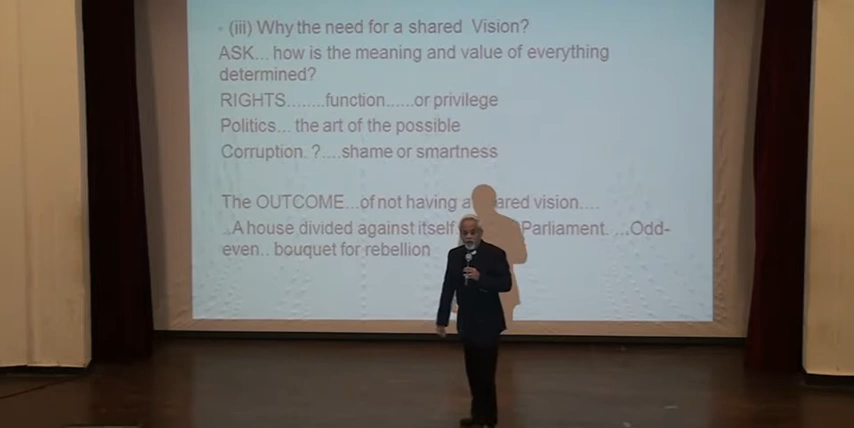 (iii) Why the need for a shared Vision?
ASK... how is the meaning and value of everything
determined?
RIGHTS........function......or privilege
Politics... the art of the possible
Corruption. ?....shame or smartness
The OUTCOME...of not having a ared vision....
..A house divided against itself Parliament. ...Odd-
even.. bouquet for rebellion